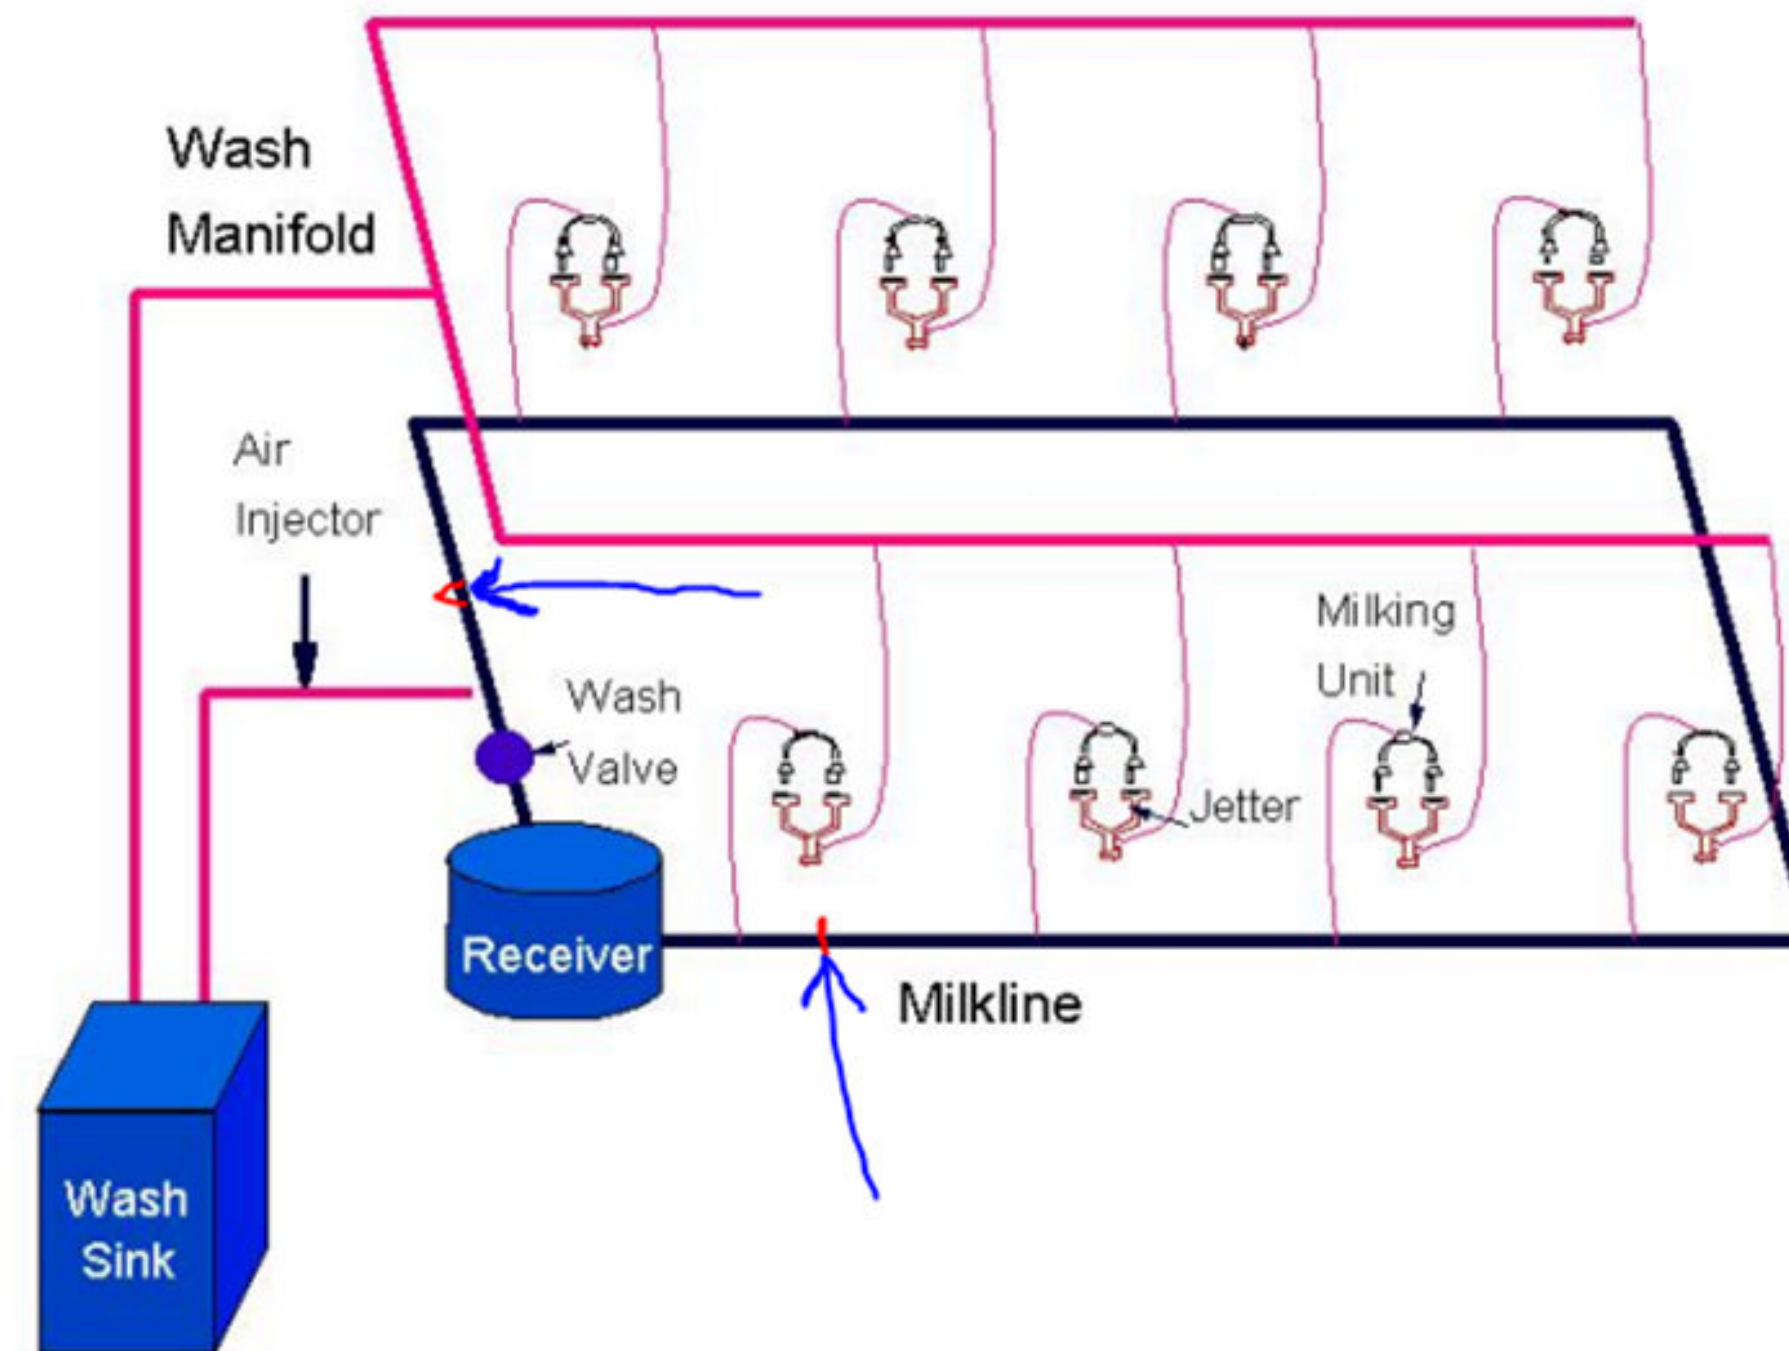 Wash
Manifold
Air
Injector
Wash
Valve
Milking
Unit
Jetter
Receiver
Milkline
Wash
Sink